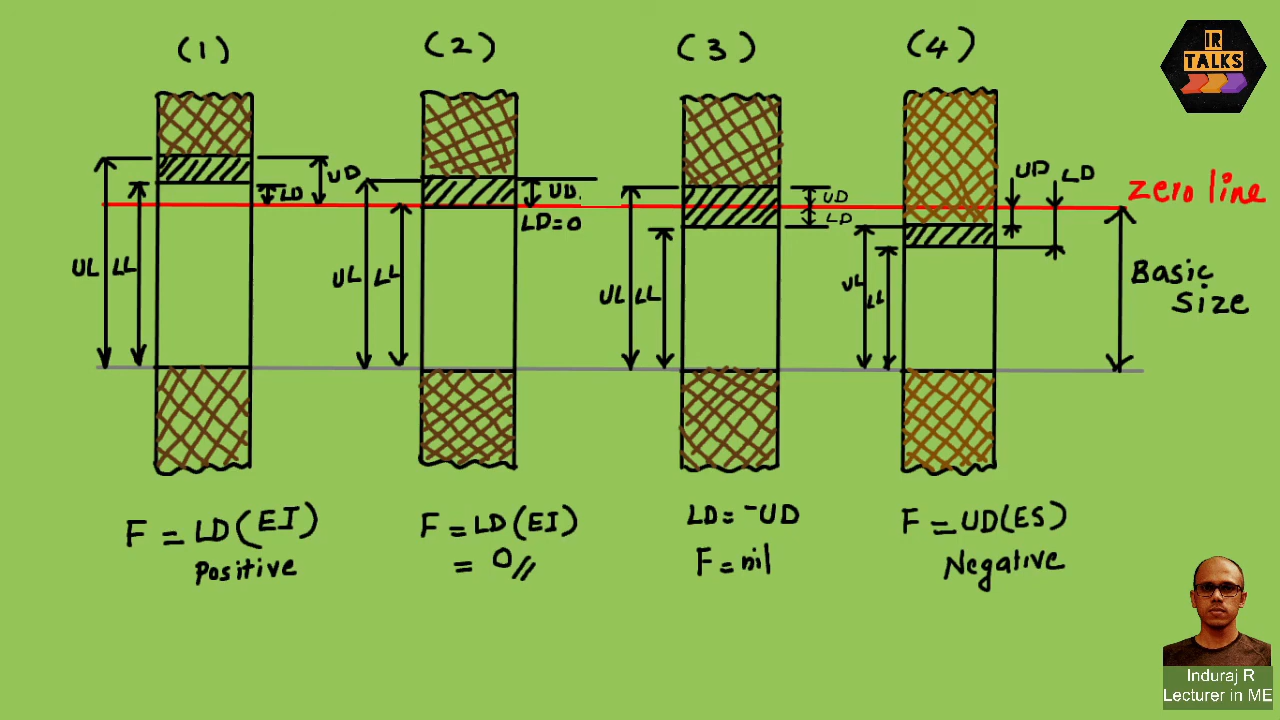 (1)
(2)
(3)
(4)
IR
TALKS
UD
LD
UL
LL
UD
LD=0
UL
LL
UD
LD
UL
LL
UD
LD
UL
LL
Zero line
Basic
Size
F = LD(EI)
Positive
F = LD(EI)
= 0//
LD = -UD
F = nil
F = UD(ES)
Negative
Induraj R
Lecturer in ME